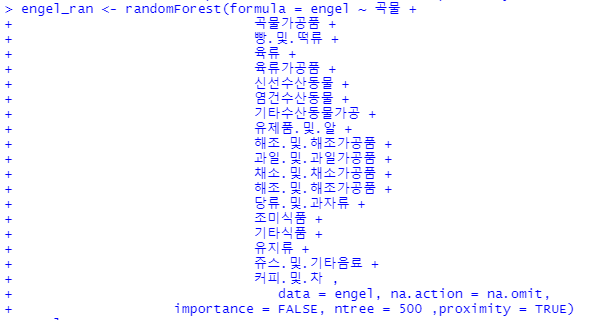 > engel_ran <- randomForest(formula = engel ~ 곡물 +
+ 곡물가공품 +
+ 빵.및.떡류 +
+ 육류 +
+ 육류가공품 +
+ 신선수산동물 +
+ 염건수산동물 +
+ 기타수산동물가공 +
+ 유제품.및.알 +
+ 해조.및.해조가공품 +
+ 과일.및.과일가공품 +
+ 채소.및.채소가공품 +
+ 해조.및.해조가공품 +
+ 당류.및.과자류 +
+ 조미식품 +
+ 기타식품 +
+ 유지류 +
+ 쥬스.및.기타음료 +
+ 커피.및.차 ,
+ data = engel, na.action = na.omit,
+ importance = FALSE, ntree = 500 ,proximity = TRUE)